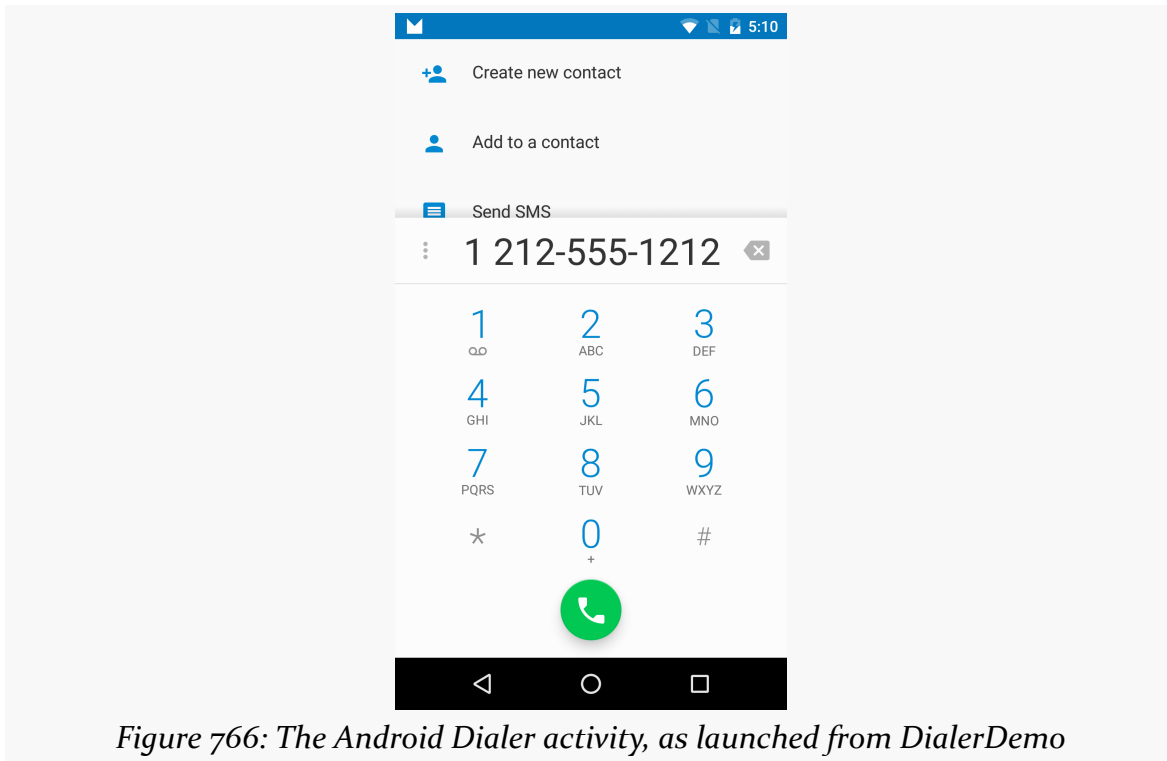 5:10
Create new contact
Add to a contact
Send SMS
1 212-555-1212
1 2 3
ABC DEF
4 5 6
GHI JKL MNO
7 8 9
PQRS TUV WXYZ
* 0 #
+
Figure 766: The Android Dialer activity, as launched from DialerDemo